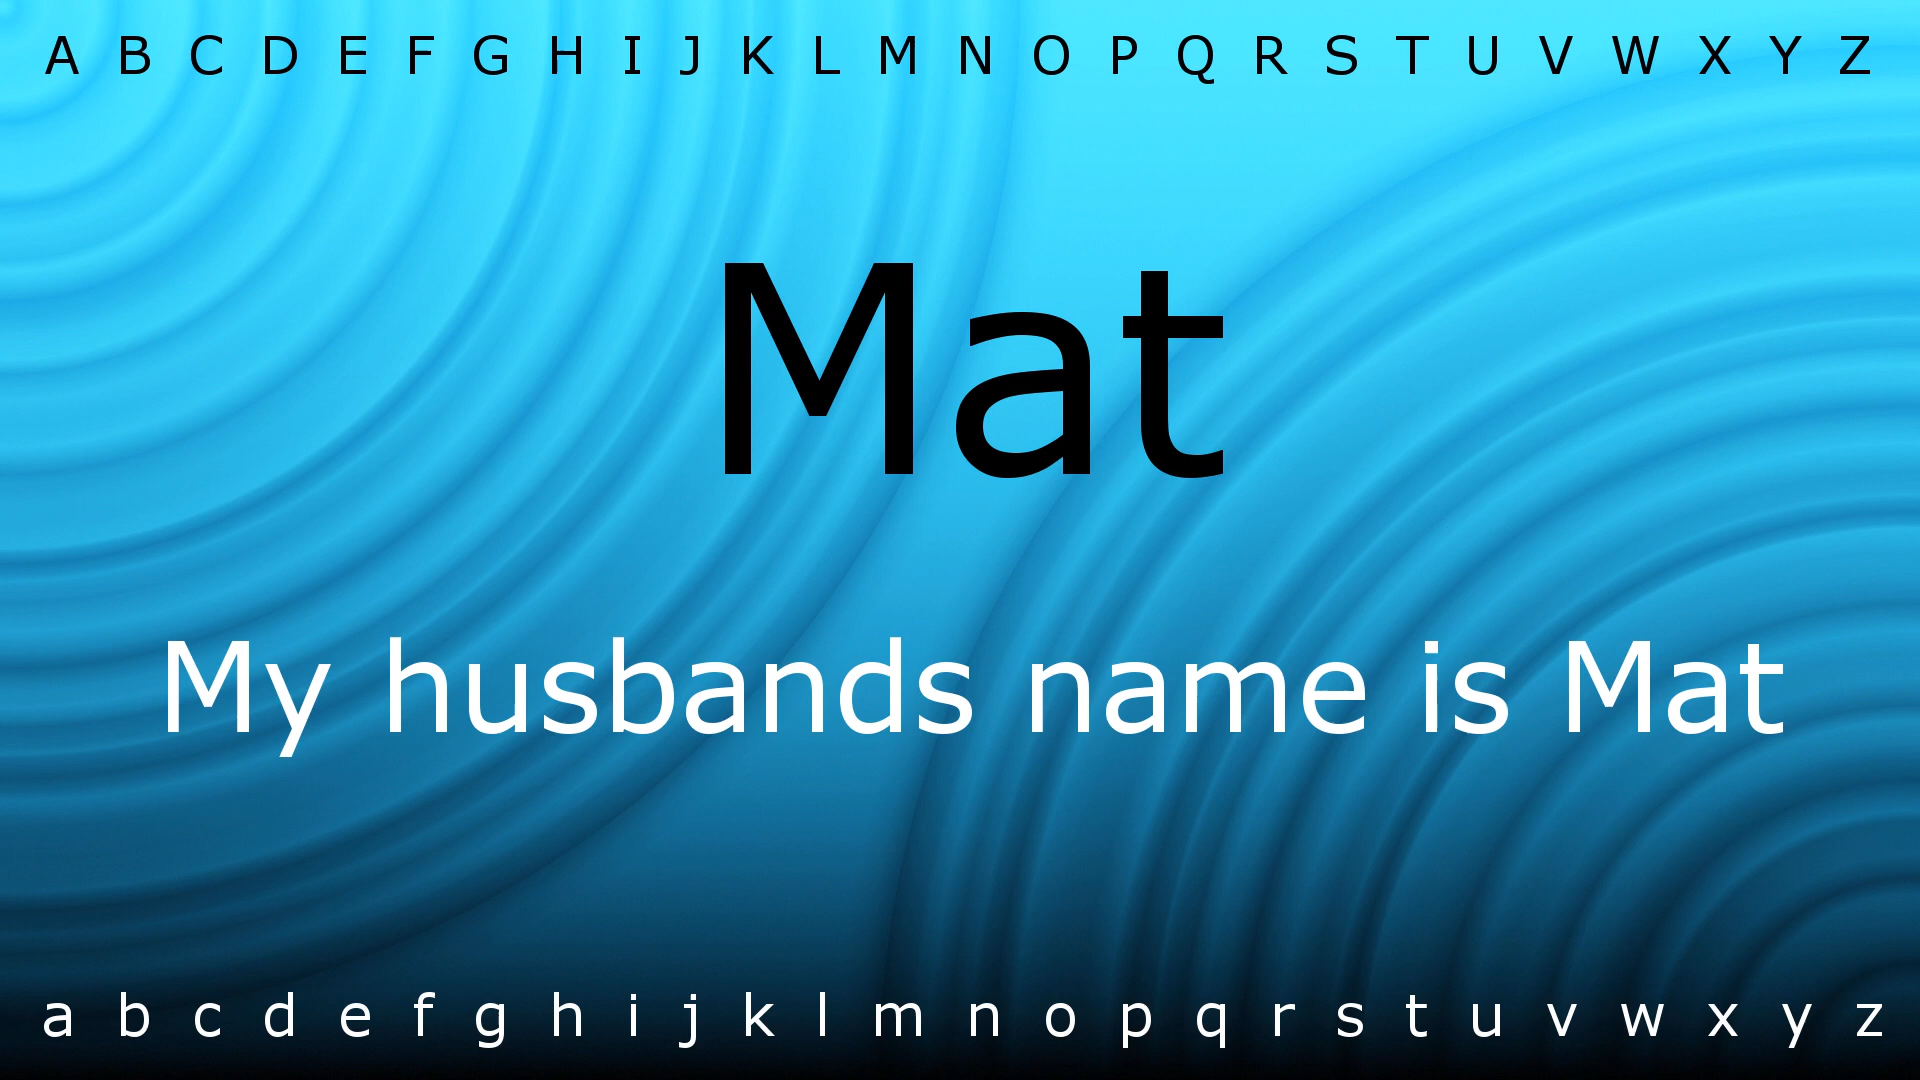 A B C D E F G H I J K L M N O P Q R S T U V W X Y Z
Mat
My husbands name is Mat
a b c d e f g h i j k l m n o p q r s t u v w x y z